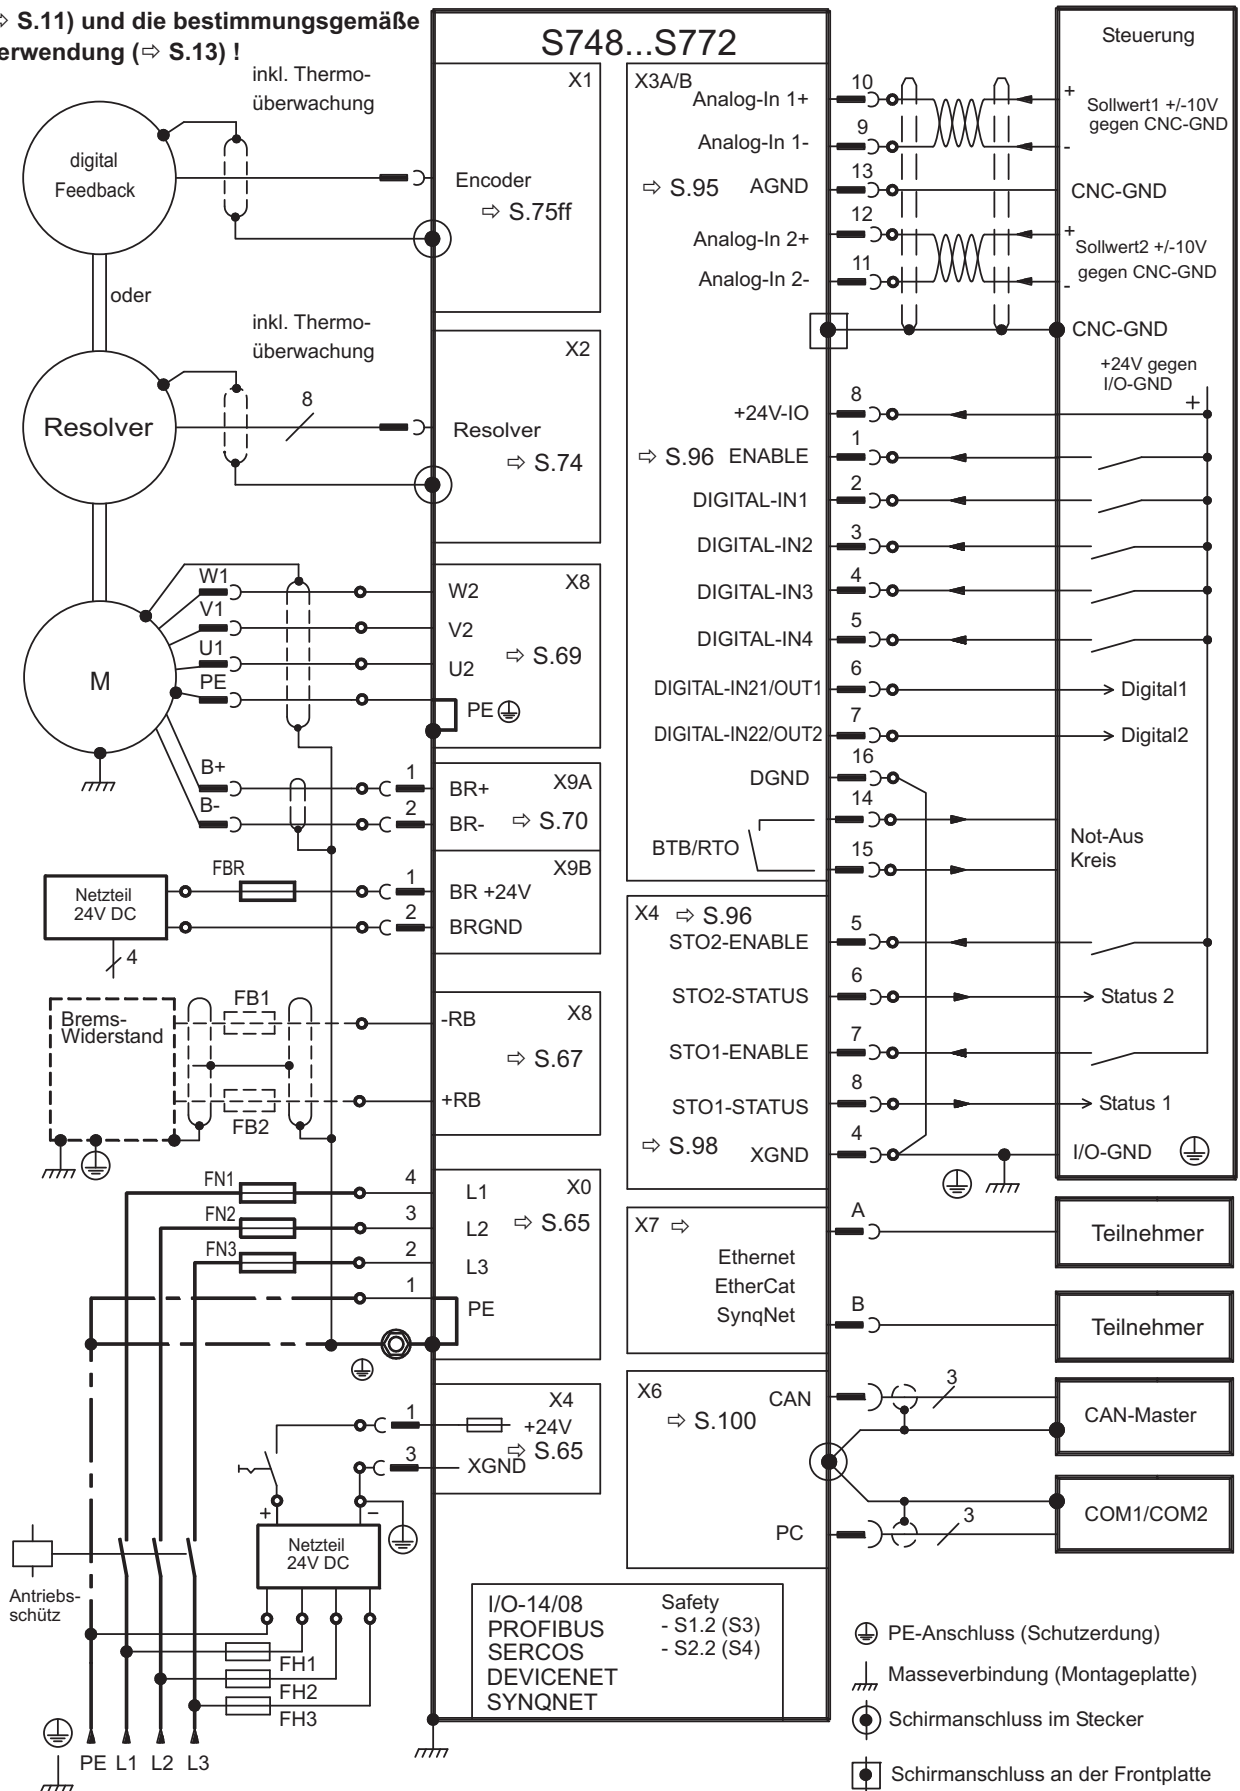 ⇨ S.11) und die bestimmungsgemäße
erwendung (⇨ S.13) !
S748...S772
inkl. Thermo-
überwachung
digital
Feedback
X1
Encoder
⇨ S.75ff
oder
inkl. Thermo-
überwachung
Resolver
8
X2
Resolver
⇨ S.74
M
W1
V1
U1
PE
X8
W2
V2
⇨ S.69
U2
PE
B+
B-
1
2
X9A
BR+
BR-
⇨ S.70
Netzteil
24V DC
4
FBR
1
2
X9B
BR +24V
BRGND
Brems-
Widerstand
FB1
FB2
X8
-RB
⇨ S.67
+RB
FN1
FN2
FN3
4
3
2
1
X0
L1
⇨ S.65
L2
L3
PE
1
3
X4
+24V
⇨ S.65
XGND
+
–
Netzteil
24V DC
Antriebs-
schütz
FH1
FH2
FH3
PE L1 L2 L3
X3A/B
Analog-In 1+
10
Analog-In 1-
9
⇨ S.95
AGND
13
Analog-In 2+
12
Analog-In 2-
11
+24V-IO
8
⇨ S.96
ENABLE
1
DIGITAL-IN1
2
DIGITAL-IN2
3
DIGITAL-IN3
4
DIGITAL-IN4
5
DIGITAL-IN21/OUT1
6
DIGITAL-IN22/OUT2
7
DGND
16
14
BTB/RTO
15
X4 ⇨ S.96
STO2-ENABLE
5
STO2-STATUS
6
STO1-ENABLE
7
STO1-STATUS
8
⇨ S.98
XGND
4
X7 ⇨
Ethernet
EtherCat
SynqNet
A
B
X6
⇨ S.100
CAN
3
PC
3
Steuerung
+
Sollwert1 +/-10V
gegen CNC-GND
-
CNC-GND
+
Sollwert2 +/-10V
gegen CNC-GND
-
CNC-GND
+24V gegen
I/O-GND
+
Digital1
Digital2
Not-Aus
Kreis
Status 2
Status 1
I/O-GND
Teilnehmer
Teilnehmer
CAN-Master
COM1/COM2
I/O-14/08
PROFIBUS
SERCOS
DEVICENET
SYNQNET
Safety
- S1.2 (S3)
- S2.2 (S4)
PE-Anschluss (Schutzerdung)
Masseverbindung (Montageplatte)
Schirmanschluss im Stecker
Schirmanschluss an der Frontplatte